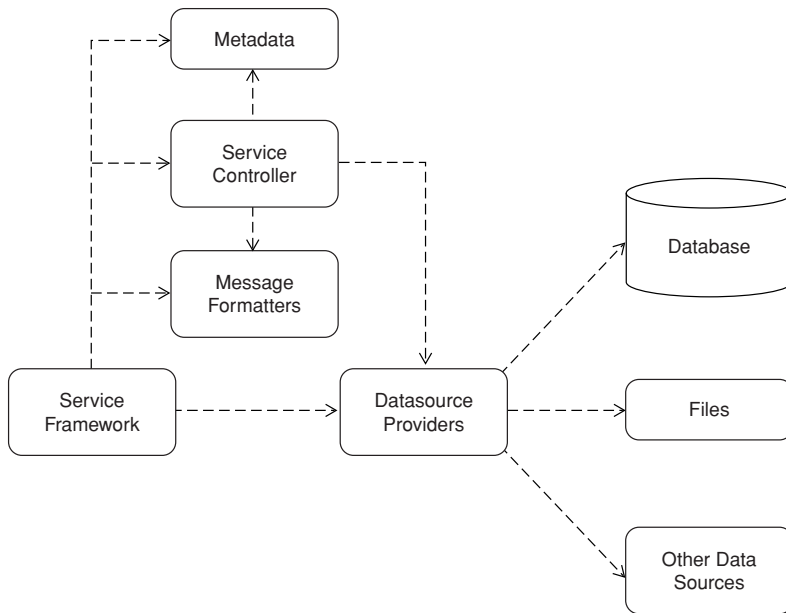 Metadata
Service
Controller
Message
Formatters
Service
Framework
Datasource
Providers
Database
Files
Other Data
Sources